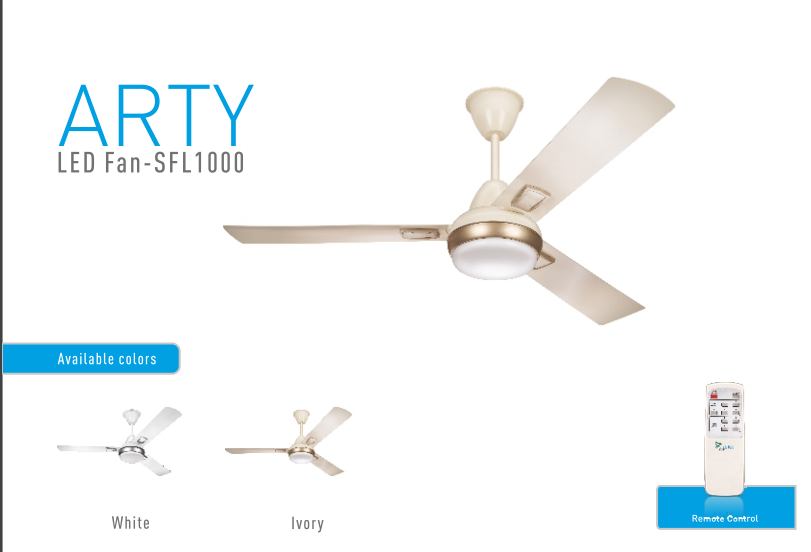 ARTY
LED Fan-SFL1000
Available colors
White
Ivory
Remote Control